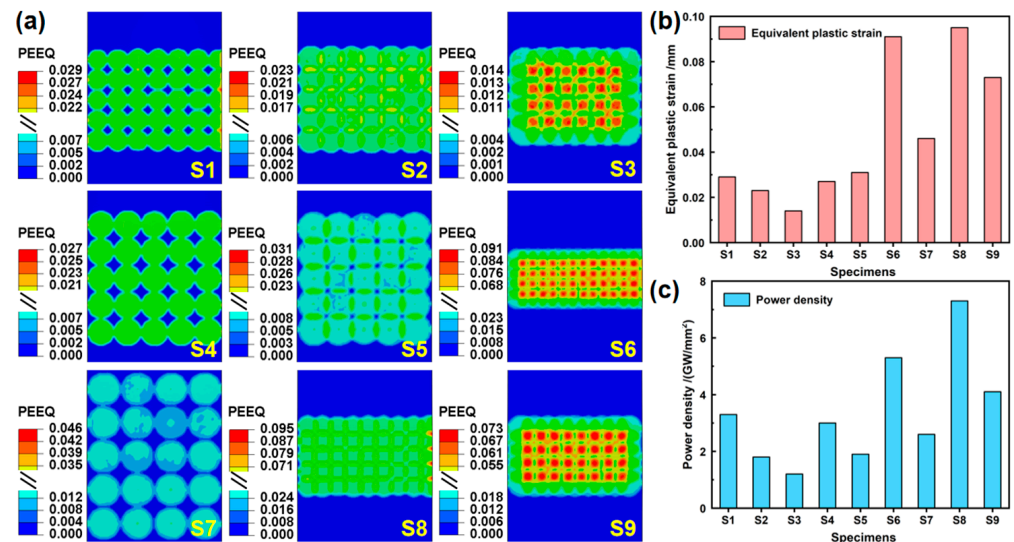 (a)
PEEQ
0.029
0.027
0.024
0.022
0.007
0.005
0.002
0.000
S1
PEEQ
0.023
0.021
0.019
0.017
0.006
0.004
0.002
0.000
S2
PEEQ
0.014
0.013
0.012
0.011
0.004
0.002
0.001
0.000
S3
PEEQ
0.027
0.025
0.023
0.021
0.007
0.004
0.002
0.000
S4
PEEQ
0.031
0.028
0.026
0.023
0.008
0.005
0.003
0.000
S5
PEEQ
0.091
0.084
0.076
0.068
0.023
0.015
0.008
0.000
S6
PEEQ
0.046
0.042
0.039
0.035
0.012
0.008
0.004
0.000
S7
PEEQ
0.095
0.087
0.079
0.071
0.024
0.016
0.008
0.000
S8
PEEQ
0.073
0.067
0.061
0.055
0.018
0.012
0.006
0.000
S9
(b)
Equivalent plastic strain
Equivalent plastic strain /mm
0.10
0.08
0.06
0.04
0.02
0.00
S1 S2 S3 S4 S5 S6 S7 S8 S9
Specimens
(c)
Power density
Power density /(GW/mm²)
8
6
4
2
0
S1 S2 S3 S4 S5 S6 S7 S8 S9
Specimens